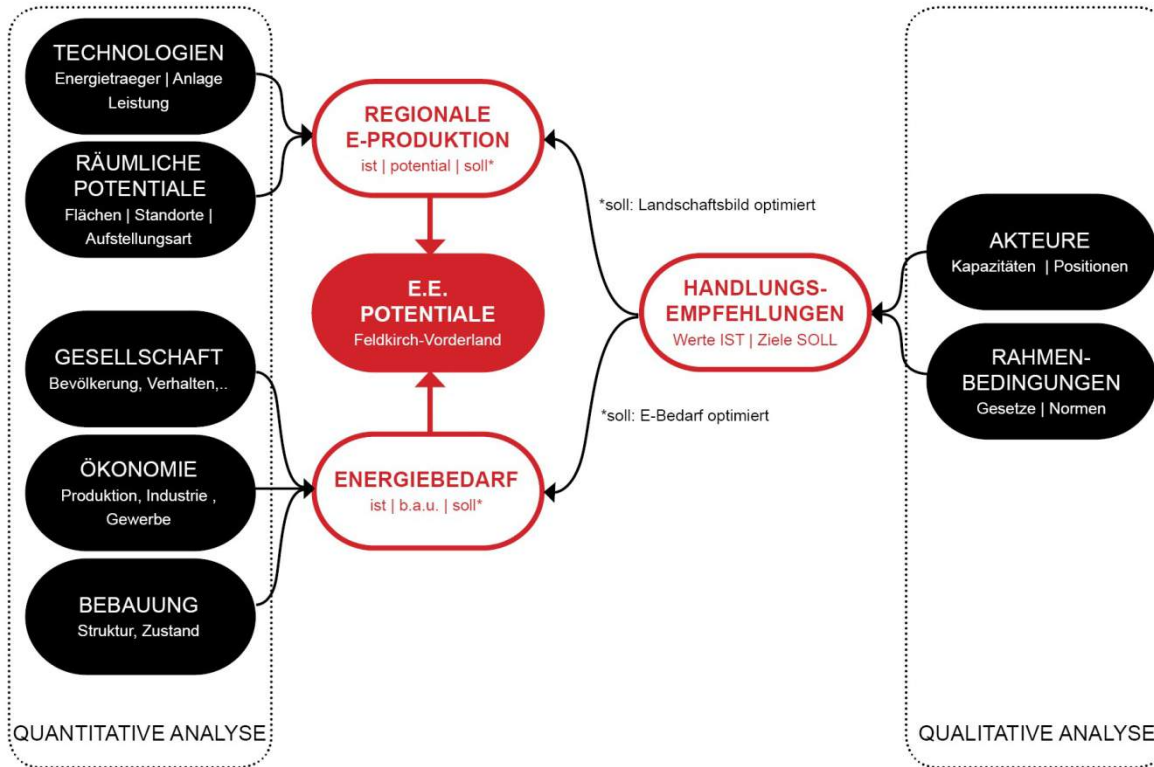 TECHNOLOGIEN
Energietraeger | Anlage
Leistung
RÄUMLICHE
POTENTIALE
Flächen | Standorte |
Aufstellungsart
GESELLSCHAFT
Bevölkerung, Verhalten,..
ÖKONOMIE
Produktion, Industrie ,
Gewerbe
BEBAUUNG
Struktur, Zustand
QUANTITATIVE ANALYSE
REGIONALE
E-PRODUKTION
ist | potential | soll*
E.E.
POTENTIALE
Feldkirch-Vorderland
ENERGIEBEDARF
ist | b.a.u. | soll*
*soll: Landschaftsbild optimiert
HANDLUNGS-
EMPFEHLUNGEN
Werte IST | Ziele SOLL
*soll: E-Bedarf optimiert
AKTEURE
Kapazitäten | Positionen
RAHMEN-
BEDINGUNGEN
Gesetze | Normen
QUALITATIVE ANALYSE